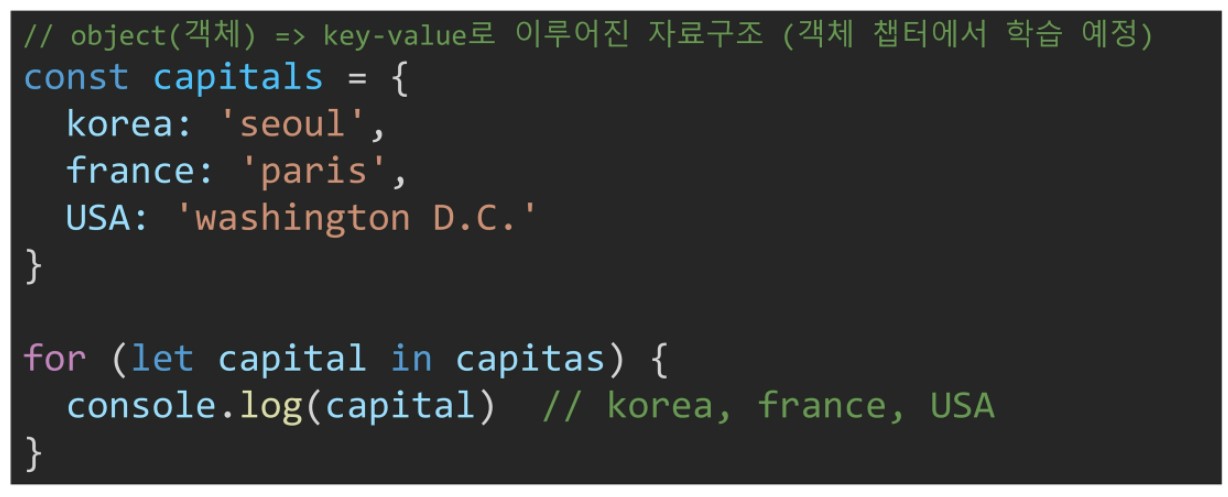 // object(객체) => key-value로 이루어진 자료구조 (객체 챕터에서 학습 예정)
const capitals = {
  korea: 'seoul',
  france: 'paris',
  USA: 'washington D.C.'
}
for (let capital in capitas) {
  console.log(capital)  // korea, france, USA
}